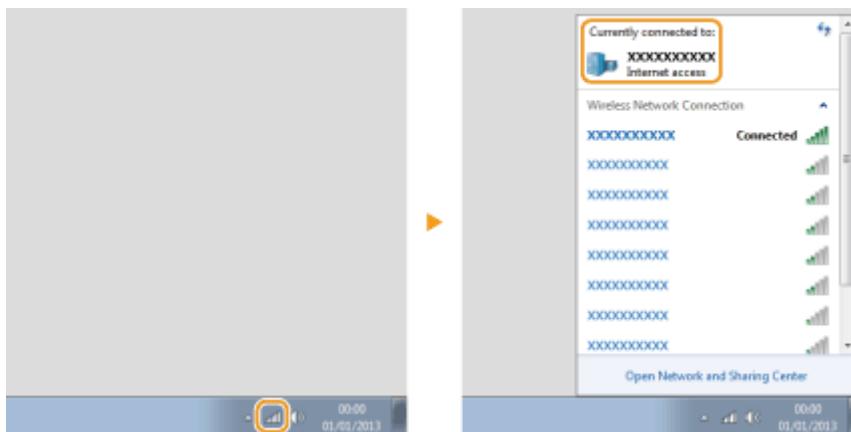 00:00
01/01/2013
Currently connected to:
XXXXXXXXXX
Internet access
Wireless Network Connection
XXXXXXXXXX Connected
XXXXXXXXXX
XXXXXXXXXX
XXXXXXXXXX
XXXXXXXXXX
XXXXXXXXXX
XXXXXXXXXX
XXXXXXXXXX
Open Network and Sharing Center
00:00
01/01/2013